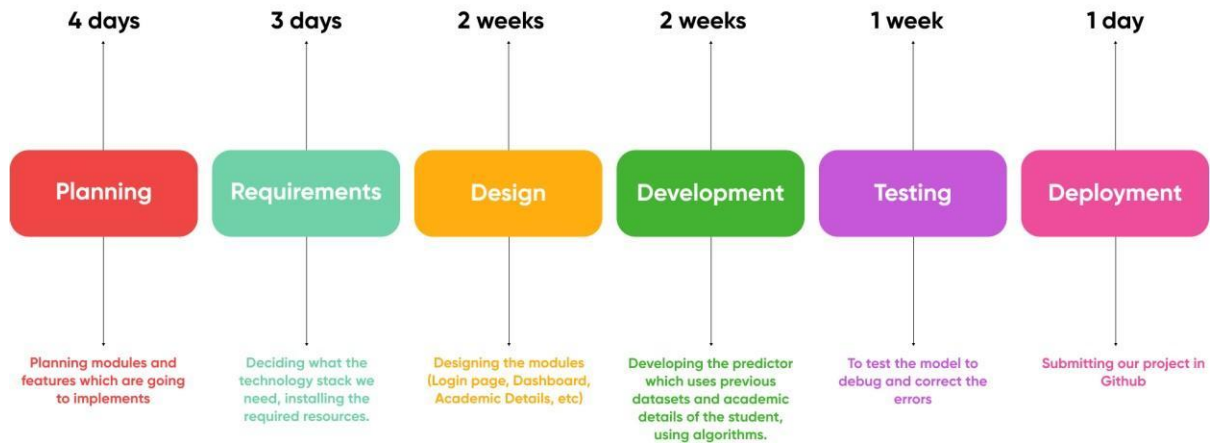 4 days
3 days
2 weeks
2 weeks
1 week
1 day
Planning
Requirements
Design
Development
Testing
Deployment
Planning modules and
features which are going
to implements
Deciding what the
technology stack we
need, installing the
required resources.
Designing the modules
(Login page, Dashboard,
Academic Details, etc)
Developing the predictor
which uses previous
datasets and academic
details of the student,
using algorithms.
To test the model to
debug and correct the
errors
Submitting our project in
Github